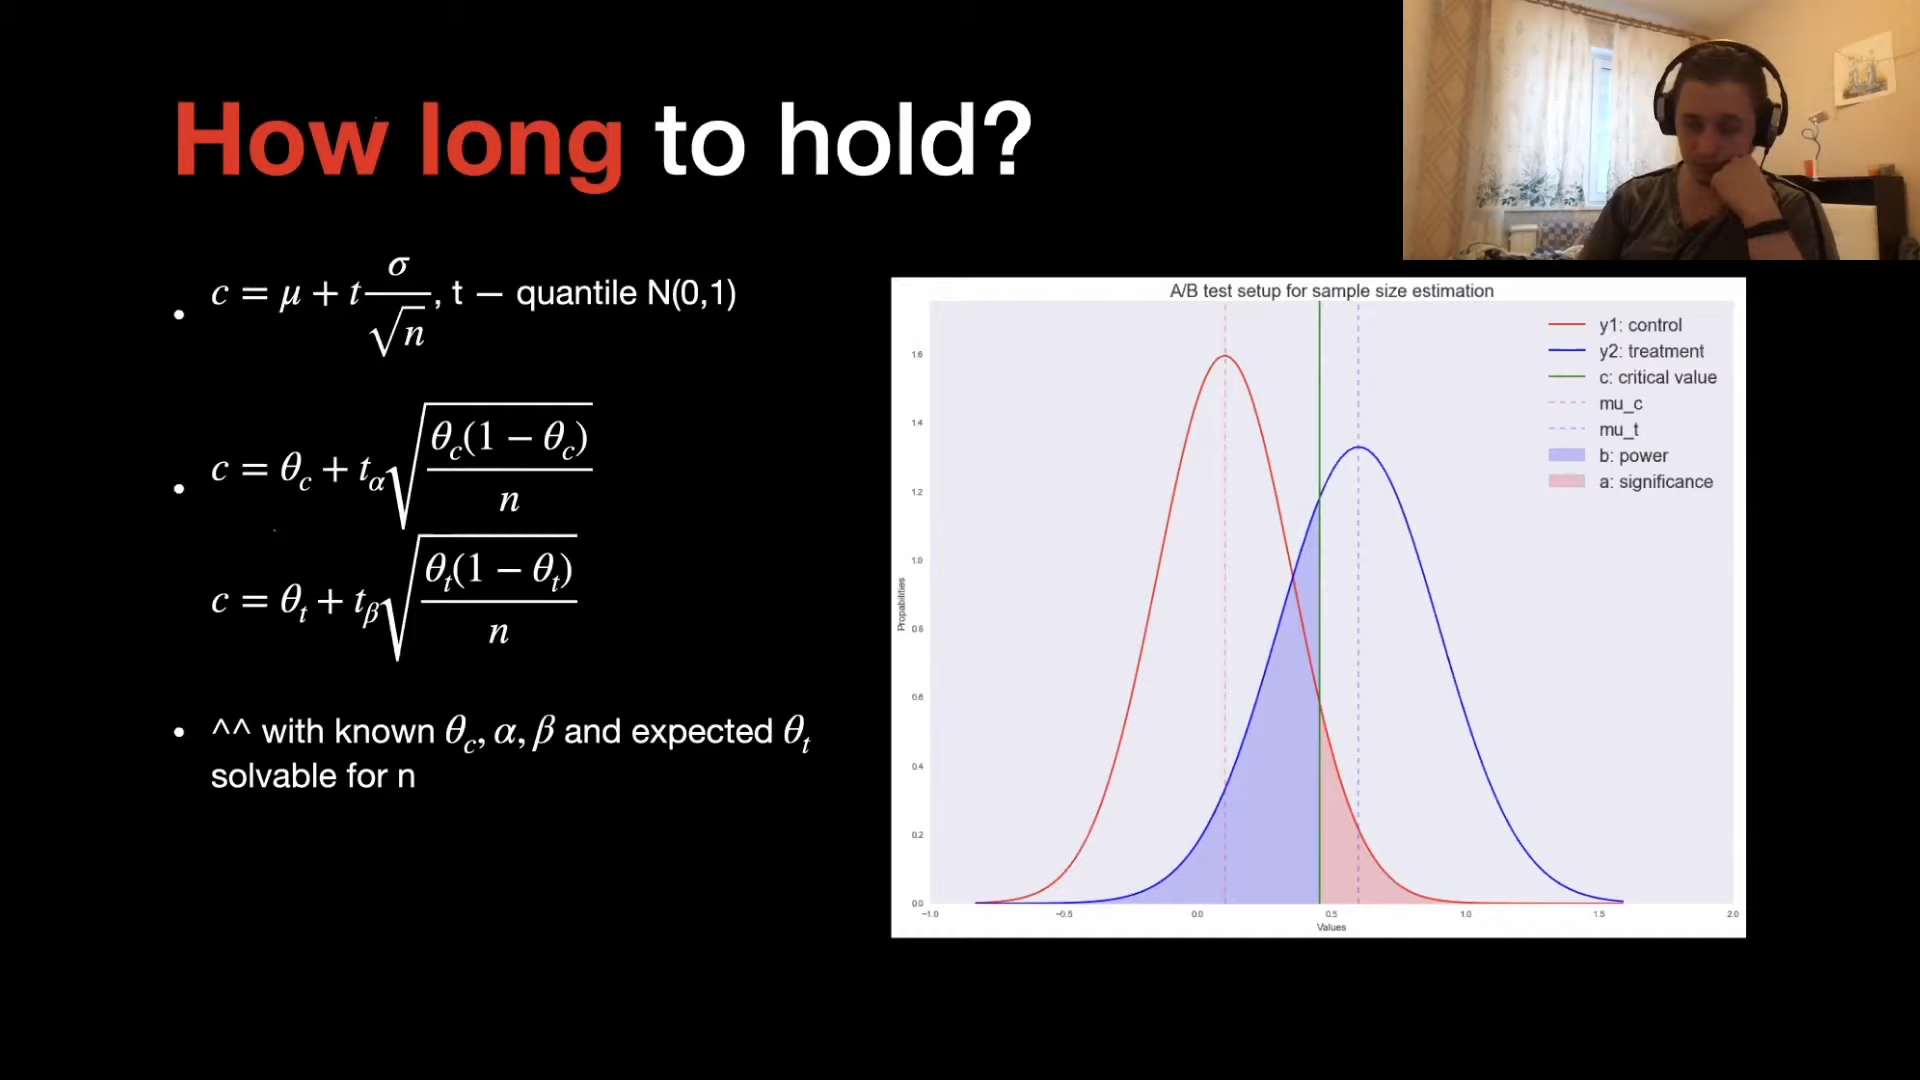 How long to hold?
• c = μ + t σ/√n, t — quantile N(0,1)
• c = θ_c + t_α √(θ_c(1 − θ_c)/n)
c = θ_t + t_β √(θ_t(1 − θ_t)/n)
• ^^ with known θ_c, α, β and expected θ_t
solvable for n
A/B test setup for sample size estimation
y1: control
y2: treatment
c: critical value
mu_c
mu_t
b: power
a: significance
1.6
1.4
1.2
1.0
0.8
0.6
0.4
0.2
0.0
Probabilities
−1.0 −0.5 0.0 0.5 1.0 1.5 2.0
Values